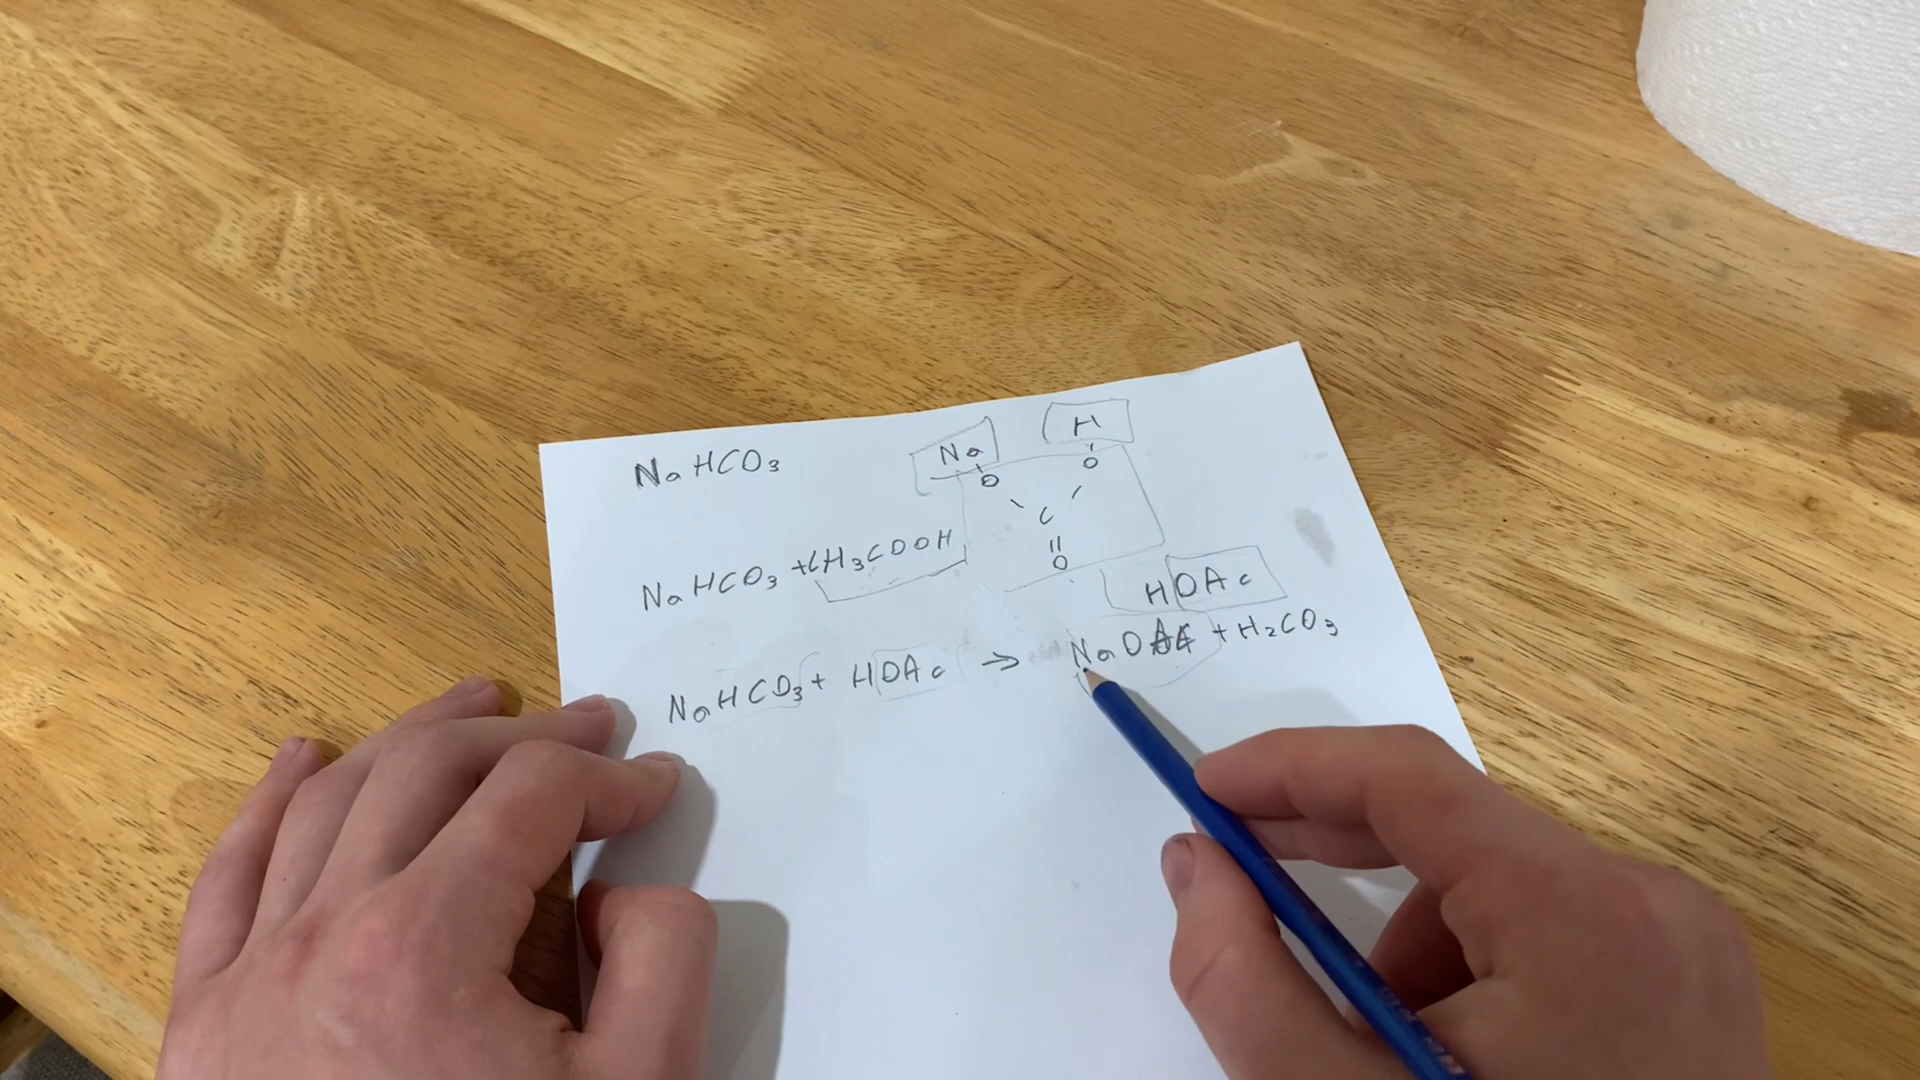 NaHCO₃
Na H
O O
C
||
O
NaHCO₃ + CH₃COOH
HOAc
NaHCO₃ + HOAc → NaOAc + H₂CO₃